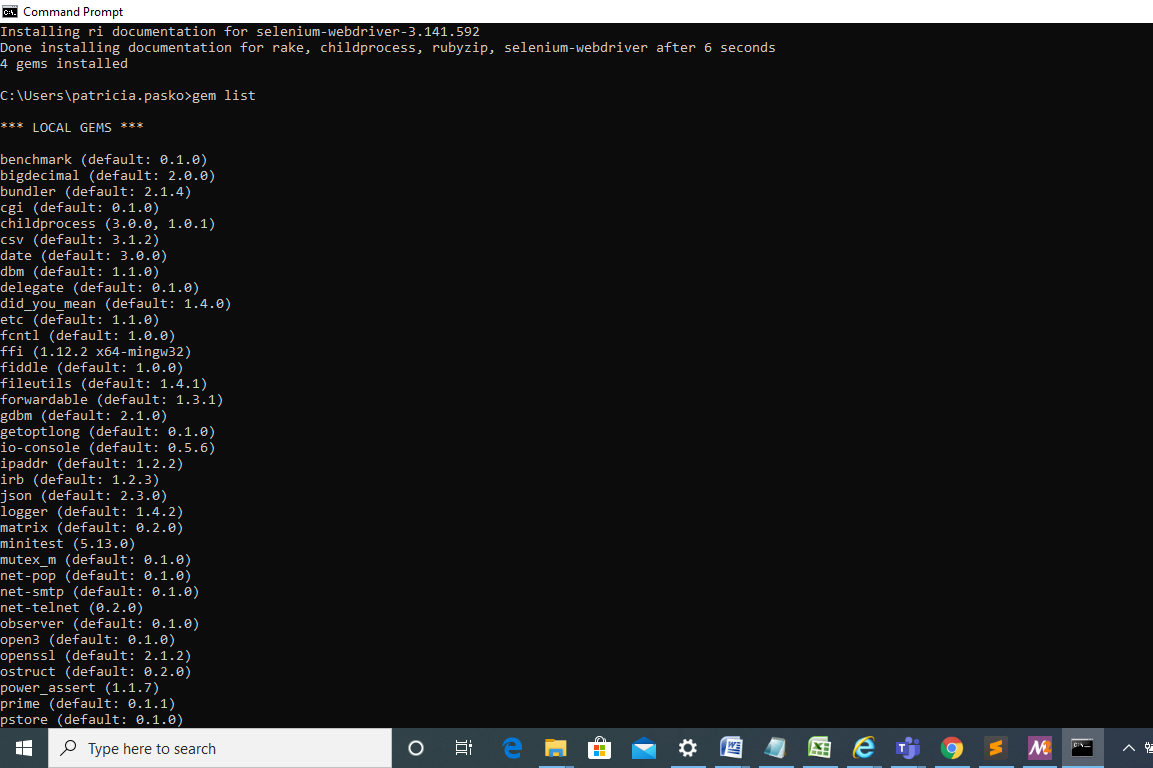 Command Prompt
Installing ri documentation for selenium-webdriver-3.141.592
Done installing documentation for rake, childprocess, rubyzip, selenium-webdriver after 6 seconds
4 gems installed
C:\Users\patricia.pasko>gem list
*** LOCAL GEMS ***
benchmark (default: 0.1.0)
bigdecimal (default: 2.0.0)
bundler (default: 2.1.4)
cgi (default: 0.1.0)
childprocess (3.0.0, 1.0.1)
csv (default: 3.1.2)
date (default: 3.0.0)
dbm (default: 1.1.0)
delegate (default: 0.1.0)
did_you_mean (default: 1.4.0)
etc (default: 1.1.0)
fcntl (default: 1.0.0)
ffi (1.12.2 x64-mingw32)
fiddle (default: 1.0.0)
fileutils (default: 1.4.1)
forwardable (default: 1.3.1)
gdbm (default: 2.1.0)
getoptlong (default: 0.1.0)
io-console (default: 0.5.6)
ipaddr (default: 1.2.2)
irb (default: 1.2.3)
json (default: 2.3.0)
logger (default: 1.4.2)
matrix (default: 0.2.0)
minitest (5.13.0)
mutex_m (default: 0.1.0)
net-pop (default: 0.1.0)
net-smtp (default: 0.1.0)
net-telnet (0.2.0)
observer (default: 0.1.0)
open3 (default: 0.1.0)
openssl (default: 2.1.2)
ostruct (default: 0.2.0)
power_assert (1.1.7)
prime (default: 0.1.1)
pstore (default: 0.1.0)
Type here to search